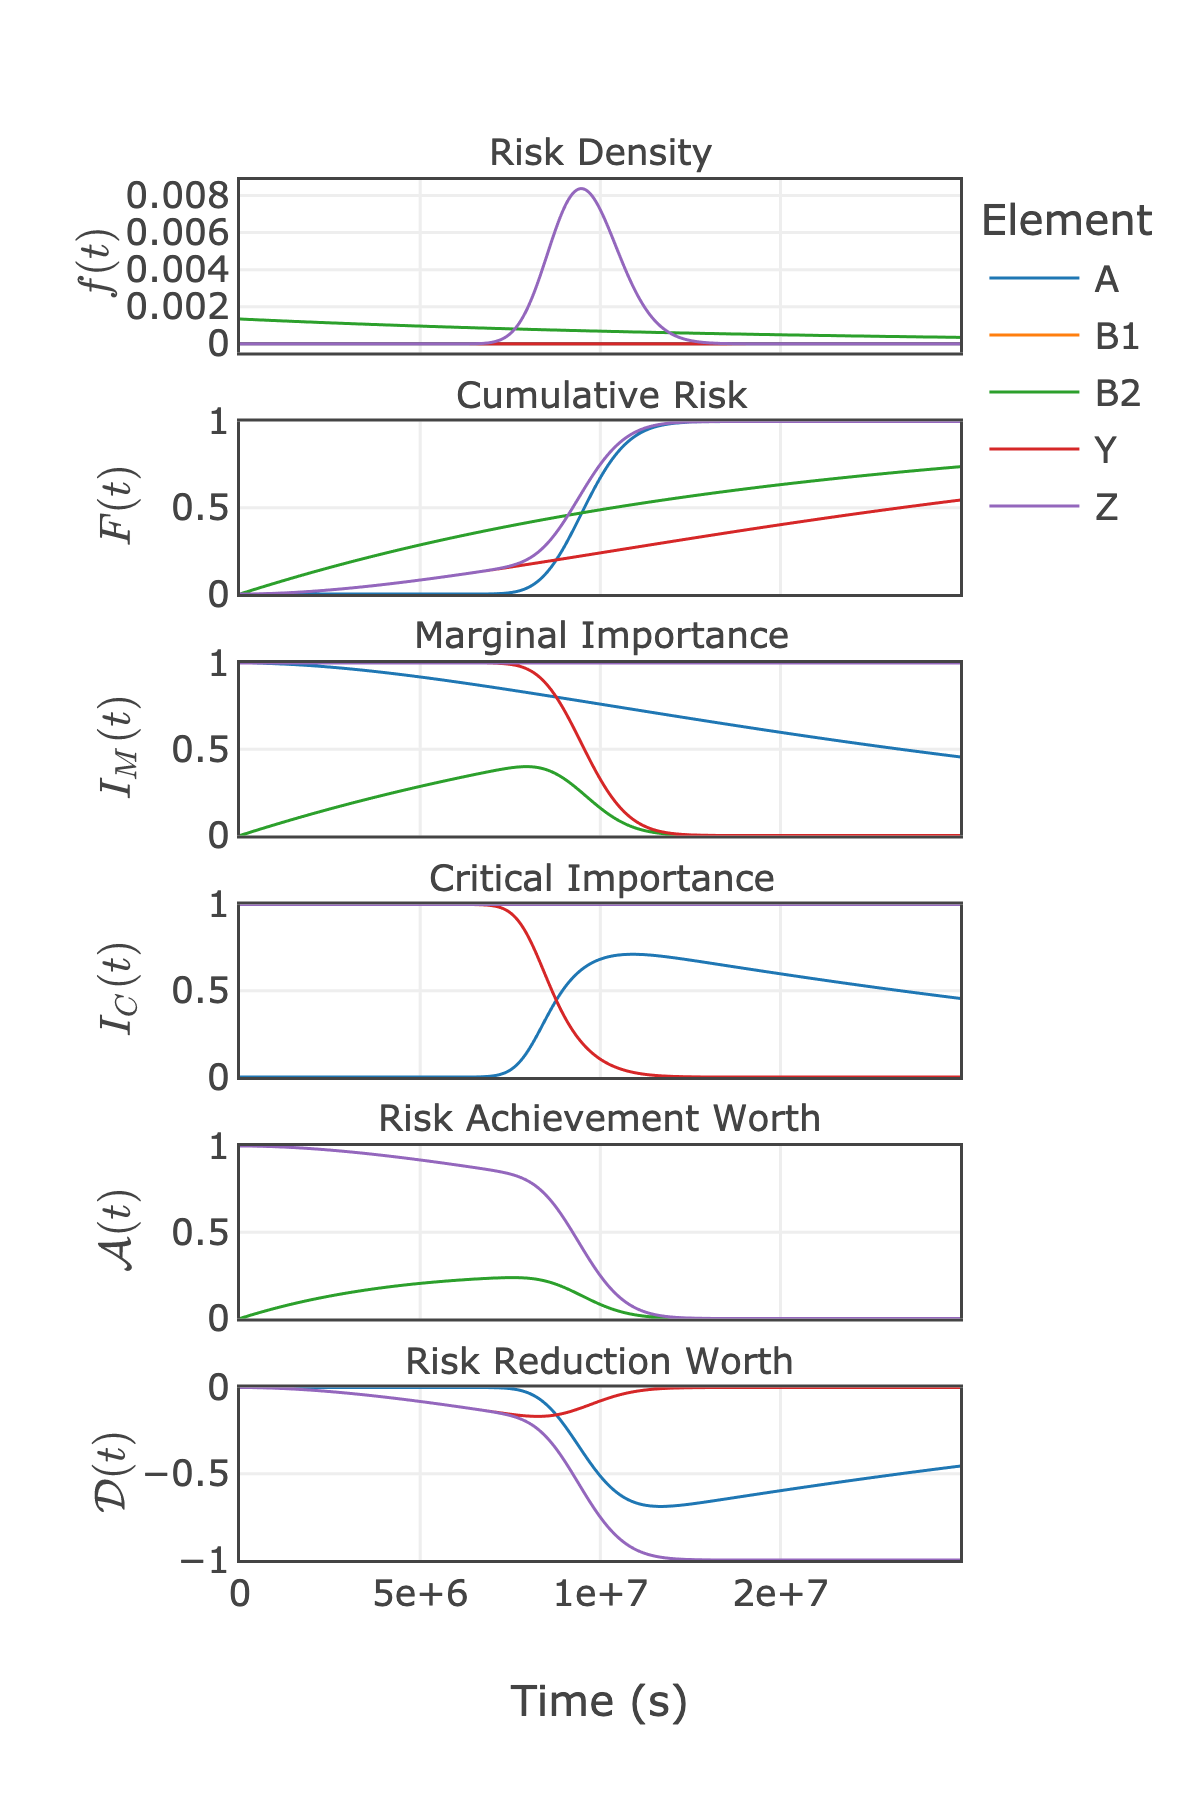 Risk Density
f(t)
0.008
0.006
0.004
0.002
0
Element
A
B1
B2
Y
Z
Cumulative Risk
F(t)
1
0.5
0
Marginal Importance
I_M(t)
1
0.5
0
Critical Importance
I_C(t)
1
0.5
0
Risk Achievement Worth
𝒜(t)
1
0.5
0
Risk Reduction Worth
𝒟(t)
0
−0.5
−1
0 5e+6 1e+7 2e+7
Time (s)